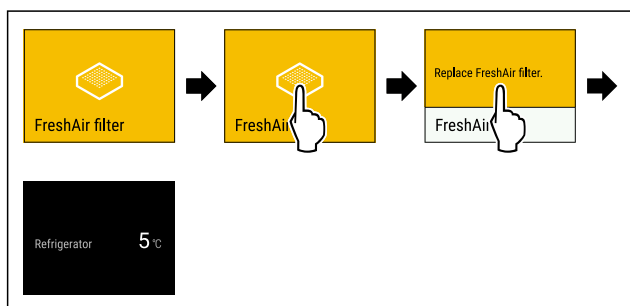 FreshAir filter
FreshAi
Replace FreshAir filter.
FreshAi
Refrigerator 5 °C